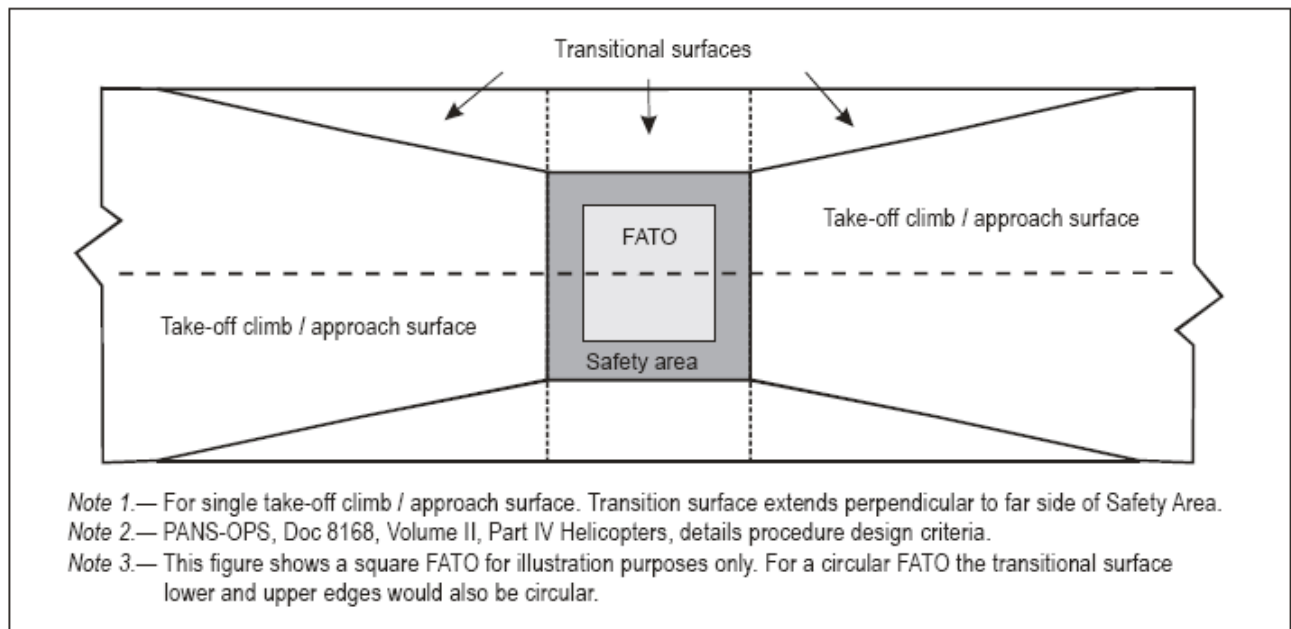 Transitional surfaces
Take-off climb / approach surface
FATO
Take-off climb / approach surface
Safety area
Note 1.— For single take-off climb / approach surface. Transition surface extends perpendicular to far side of Safety Area.
Note 2.— PANS-OPS, Doc 8168, Volume II, Part IV Helicopters, details procedure design criteria.
Note 3.— This figure shows a square FATO for illustration purposes only. For a circular FATO the transitional surface
lower and upper edges would also be circular.